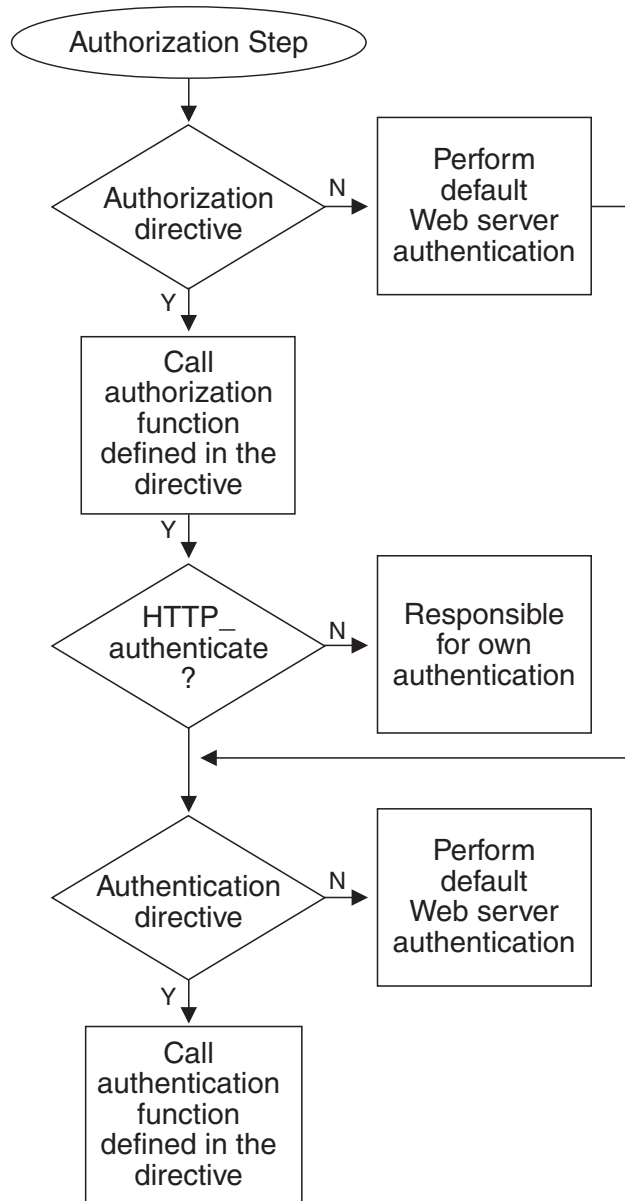 Authorization Step
Authorization
directive
N
Perform
default
Web server
authentication
Y
Call
authorization
function
defined in the
directive
Y
HTTP_
authenticate
?
N
Responsible
for own
authentication
Authentication
directive
N
Perform
default
Web server
authentication
Y
Call
authentication
function
defined in the
directive